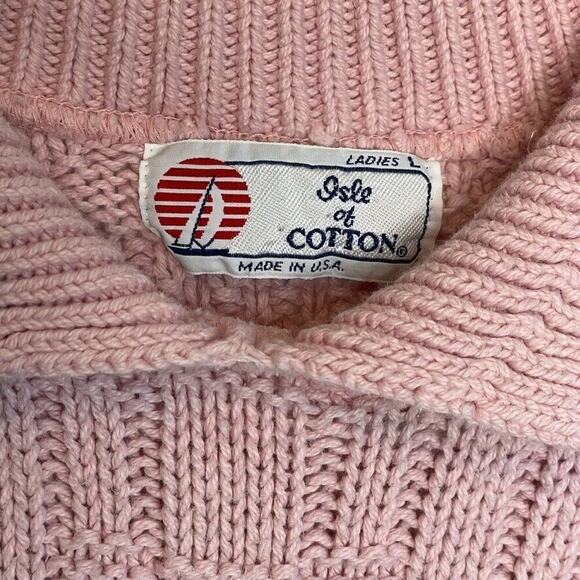 LADIES L
Isle
of
COTTON®
MADE IN U.S.A.